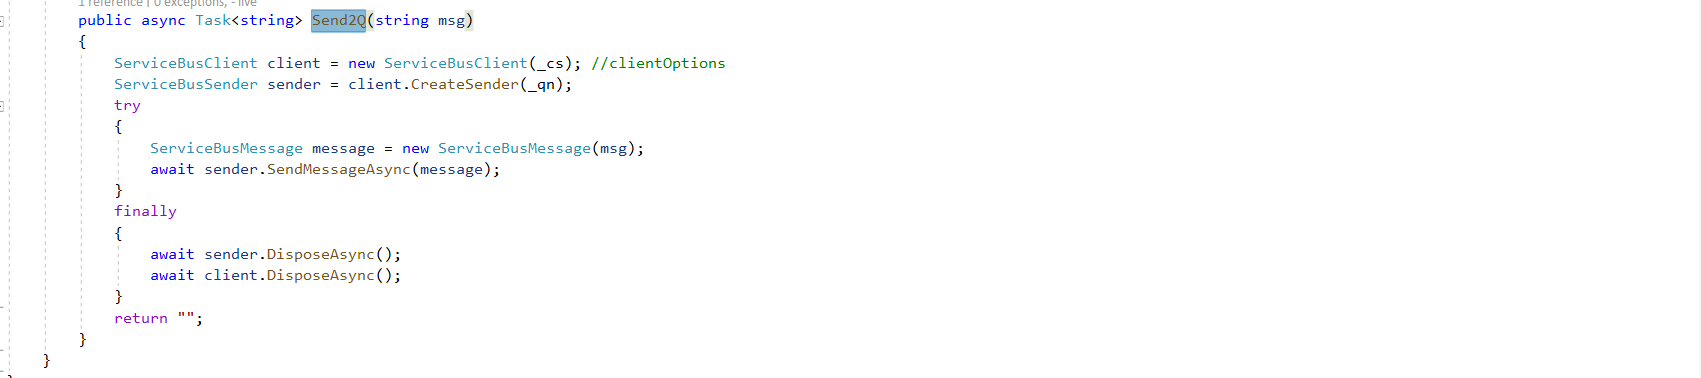 1 reference | 0 exceptions, - live
public async Task<string> Send2Q(string msg)
{
ServiceBusClient client = new ServiceBusClient(_cs); //clientOptions
ServiceBusSender sender = client.CreateSender(_qn);
try
{
ServiceBusMessage message = new ServiceBusMessage(msg);
await sender.SendMessageAsync(message);
}
finally
{
await sender.DisposeAsync();
await client.DisposeAsync();
}
return "";
}
}